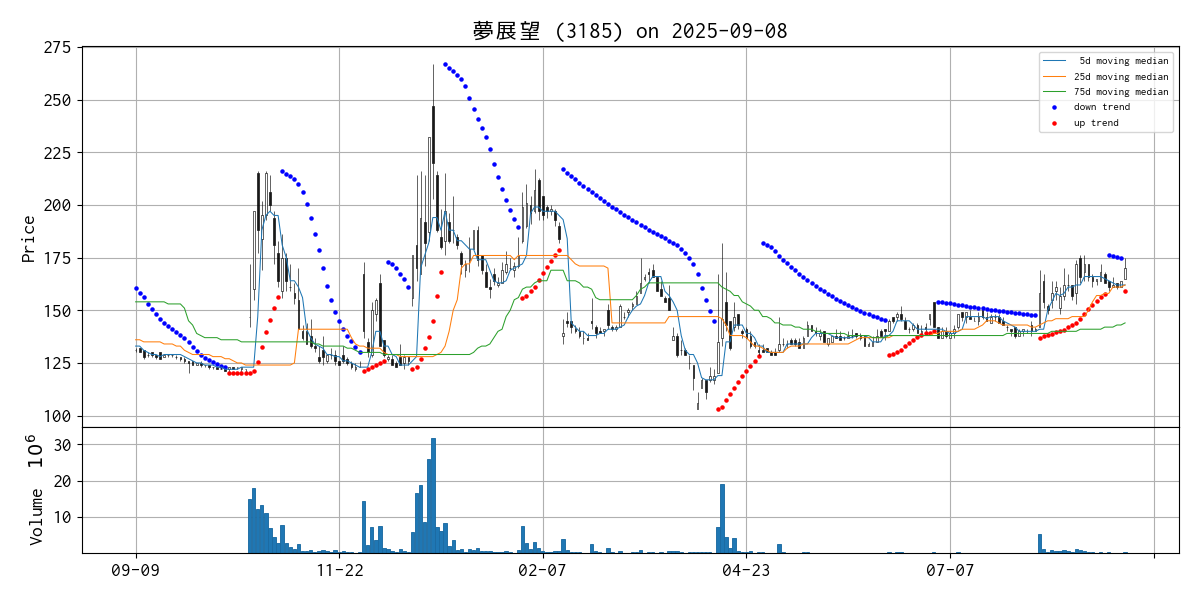 夢展望 (3185) on 2025-09-08
275
250
225
200
175
150
125
100
Price
5d moving median
25d moving median
75d moving median
down trend
up trend
30
20
10
Volume 10^6
09-09
11-22
02-07
04-23
07-07